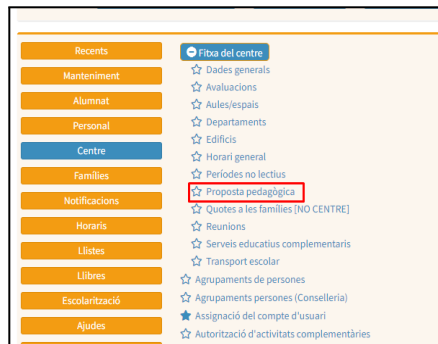 Recents
Manteniment
Alumnat
Personal
Centre
Famílies
Notificacions
Horaris
Llistes
Llibres
Escolarització
Ajudes
Fitxa del centre
Dades generals
Avaluacions
Aules/espais
Departaments
Edificis
Horari general
Períodes no lectius
Proposta pedagògica
Quotes a les famílies [NO CENTRE]
Reunions
Serveis educatius complementaris
Transport escolar
Agrupaments de persones
Agrupaments persones (Conselleria)
Assignació del compte d'usuari
Autorització d'activitats complementàries